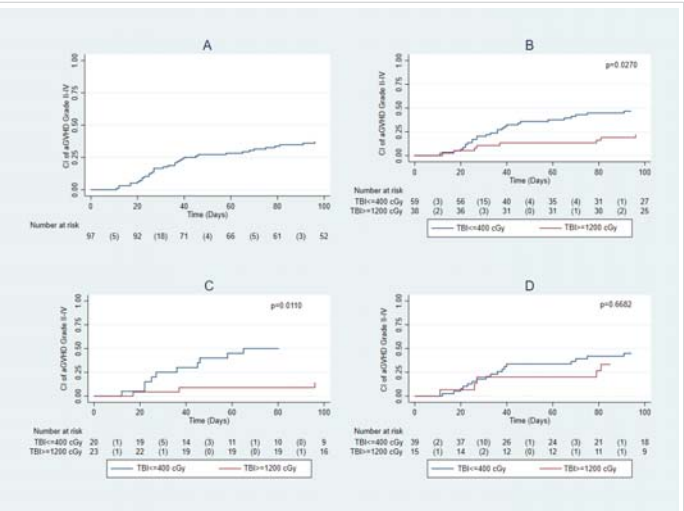 A
CI of aGVHD Grade II-IV
1.00
0.75
0.50
0.25
0.00
0 20 40 60 80 100
Time (Days)
Number at risk
97 (5) 92 (18) 71 (4) 66 (5) 61 (3) 52
B
p=0.0270
CI of aGVHD Grade II-IV
1.00
0.75
0.50
0.25
0.00
0 20 40 60 80 100
Time (Days)
Number at risk
TBI<=400 cGy 59 (3) 56 (15) 40 (4) 35 (4) 31 (1) 27
TBI>=1200 cGy 38 (2) 36 (3) 31 (0) 31 (1) 30 (2) 25
TBI<=400 cGy TBI>=1200 cGy
C
p=0.0110
CI of aGVHD Grade II-IV
1.00
0.75
0.50
0.25
0.00
0 20 40 60 80 100
Time (Days)
Number at risk
TBI<=400 cGy 20 (1) 19 (5) 14 (3) 11 (1) 10 (0) 9
TBI>=1200 cGy 23 (1) 22 (1) 19 (0) 19 (0) 19 (1) 16
TBI<=400 cGy TBI>=1200 cGy
D
p=0.6682
CI of aGVHD Grade II-IV
1.00
0.75
0.50
0.25
0.00
0 20 40 60 80 100
Time (Days)
Number at risk
TBI<=400 cGy 39 (2) 37 (10) 26 (1) 24 (3) 21 (1) 18
TBI>=1200 cGy 15 (1) 14 (2) 12 (0) 12 (1) 11 (1) 9
TBI<=400 cGy TBI>=1200 cGy